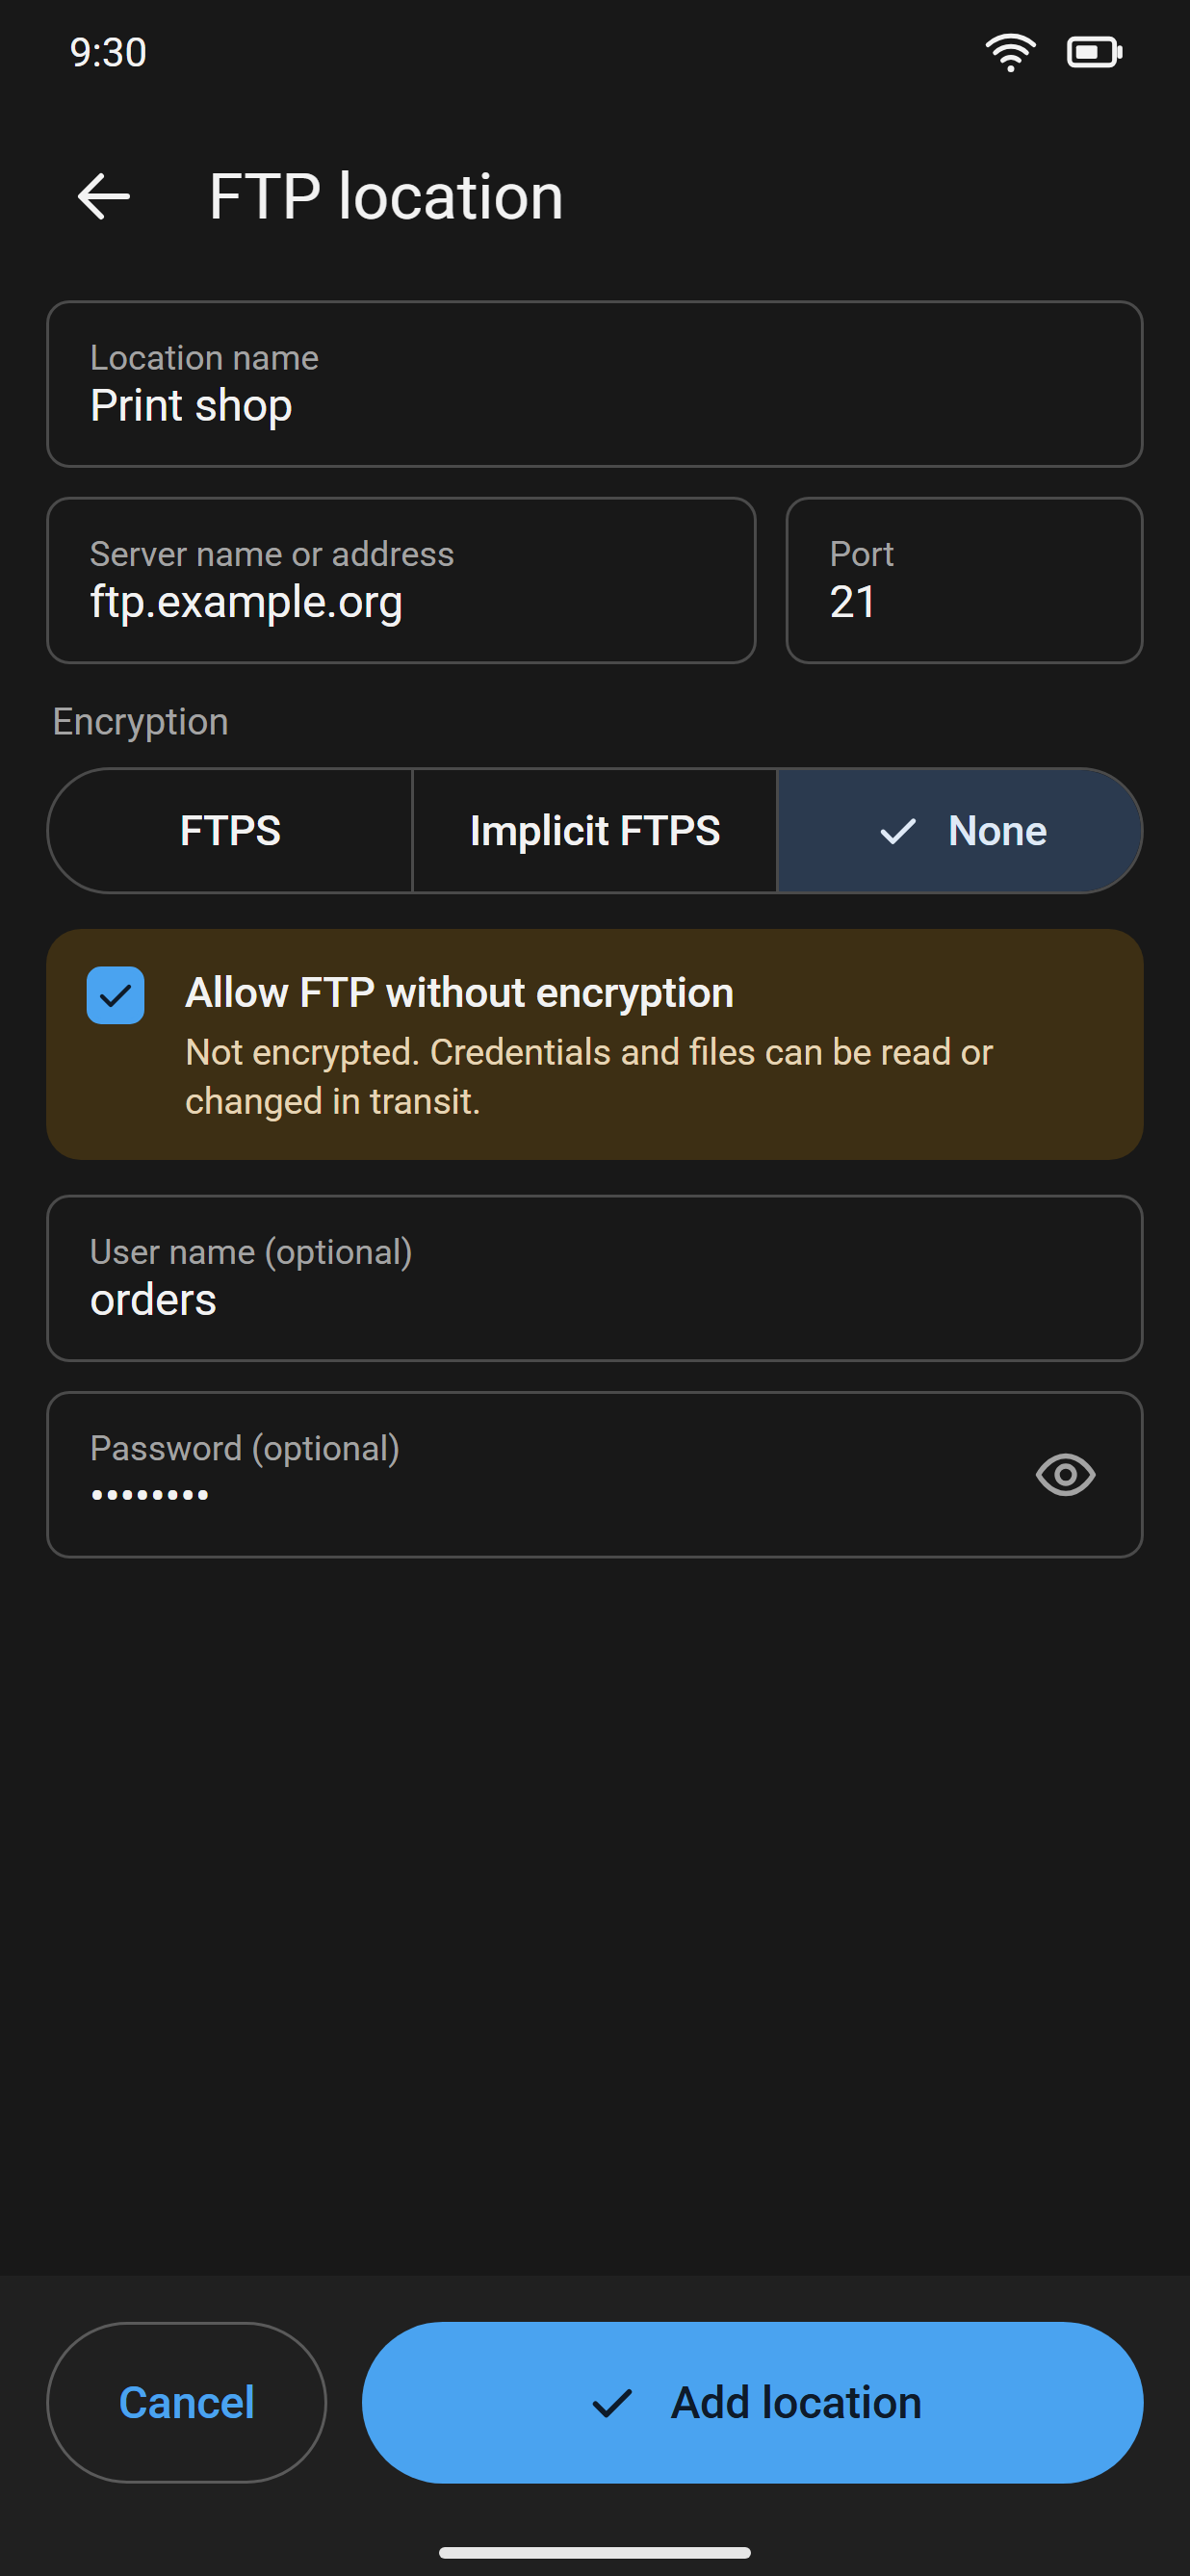 9:30
FTP location
Location name
Print shop
Server name or address
ftp.example.org
Port
21
Encryption
FTPS
Implicit FTPS
None
Allow FTP without encryption
Not encrypted. Credentials and files can be read or
changed in transit.
User name (optional)
orders
Password (optional)
••••••••
Cancel
Add location